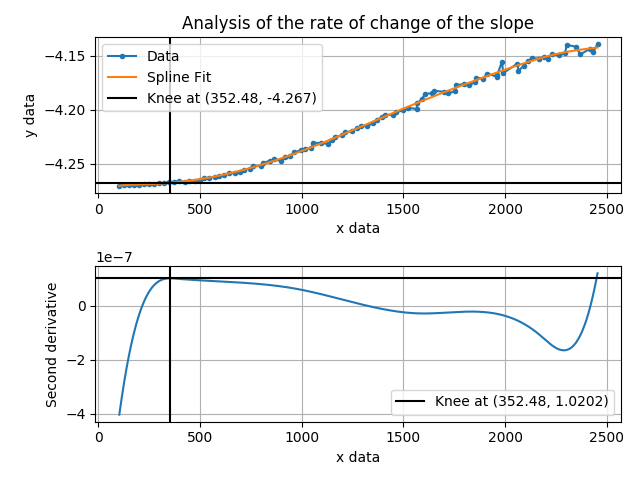 Analysis of the rate of change of the slope
Data
Spline Fit
Knee at (352.48, -4.267)
−4.15
−4.20
−4.25
y data
0 500 1000 1500 2000 2500
x data
1e−7
0
−2
−4
Second derivative
Knee at (352.48, 1.0202)
0 500 1000 1500 2000 2500
x data